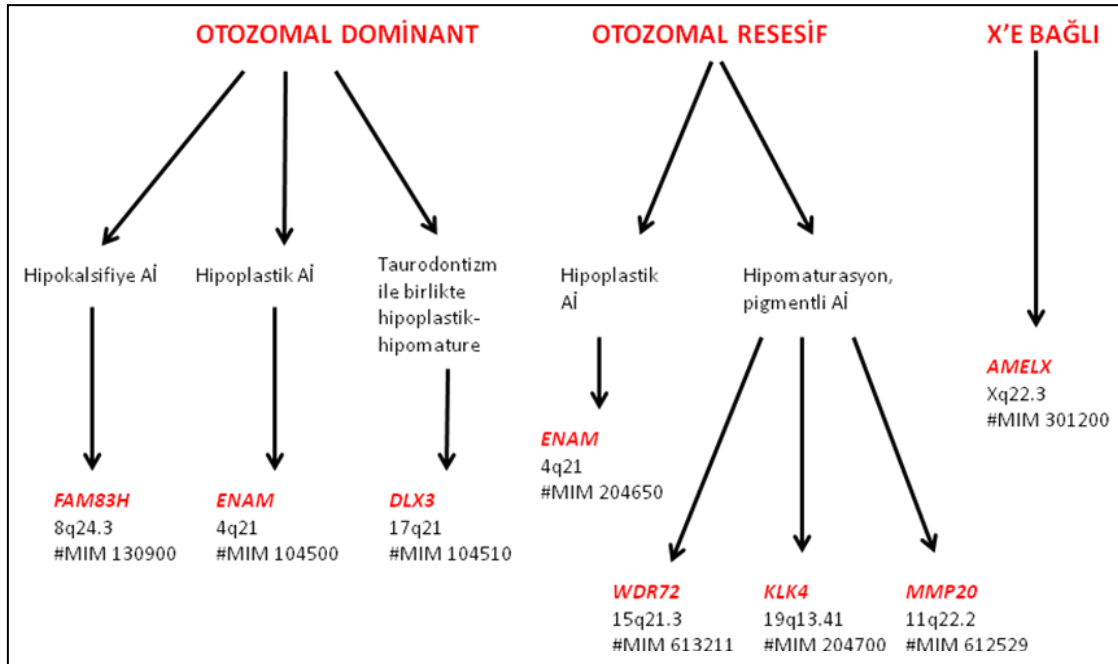 OTOZOMAL DOMİNANT
OTOZOMAL RESESİF
X'E BAĞLI
Hipokalsifiye Aİ
Hipoplastik Aİ
Taurodontizm
ile birlikte
hipoplastik-
hipomature
Hipoplastik
Aİ
Hipomaturasyon,
pigmentli Aİ
FAM83H
8q24.3
#MIM 130900
ENAM
4q21
#MIM 104500
DLX3
17q21
#MIM 104510
ENAM
4q21
#MIM 204650
WDR72
15q21.3
#MIM 613211
KLK4
19q13.41
#MIM 204700
MMP20
11q22.2
#MIM 612529
AMELX
Xq22.3
#MIM 301200